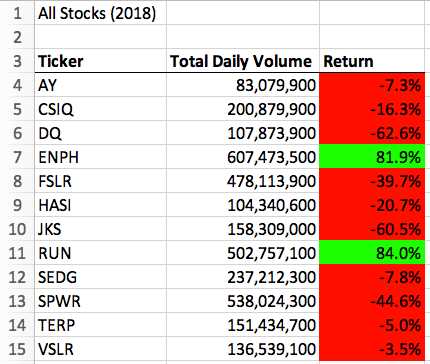 1 All Stocks (2018)
2
3 Ticker Total Daily Volume Return
4 AY 83,079,900 -7.3%
5 CSIQ 200,879,900 -16.3%
6 DQ 107,873,900 -62.6%
7 ENPH 607,473,500 81.9%
8 FSLR 478,113,900 -39.7%
9 HASI 104,340,600 -20.7%
10 JKS 158,309,000 -60.5%
11 RUN 502,757,100 84.0%
12 SEDG 237,212,300 -7.8%
13 SPWR 538,024,300 -44.6%
14 TERP 151,434,700 -5.0%
15 VSLR 136,539,100 -3.5%